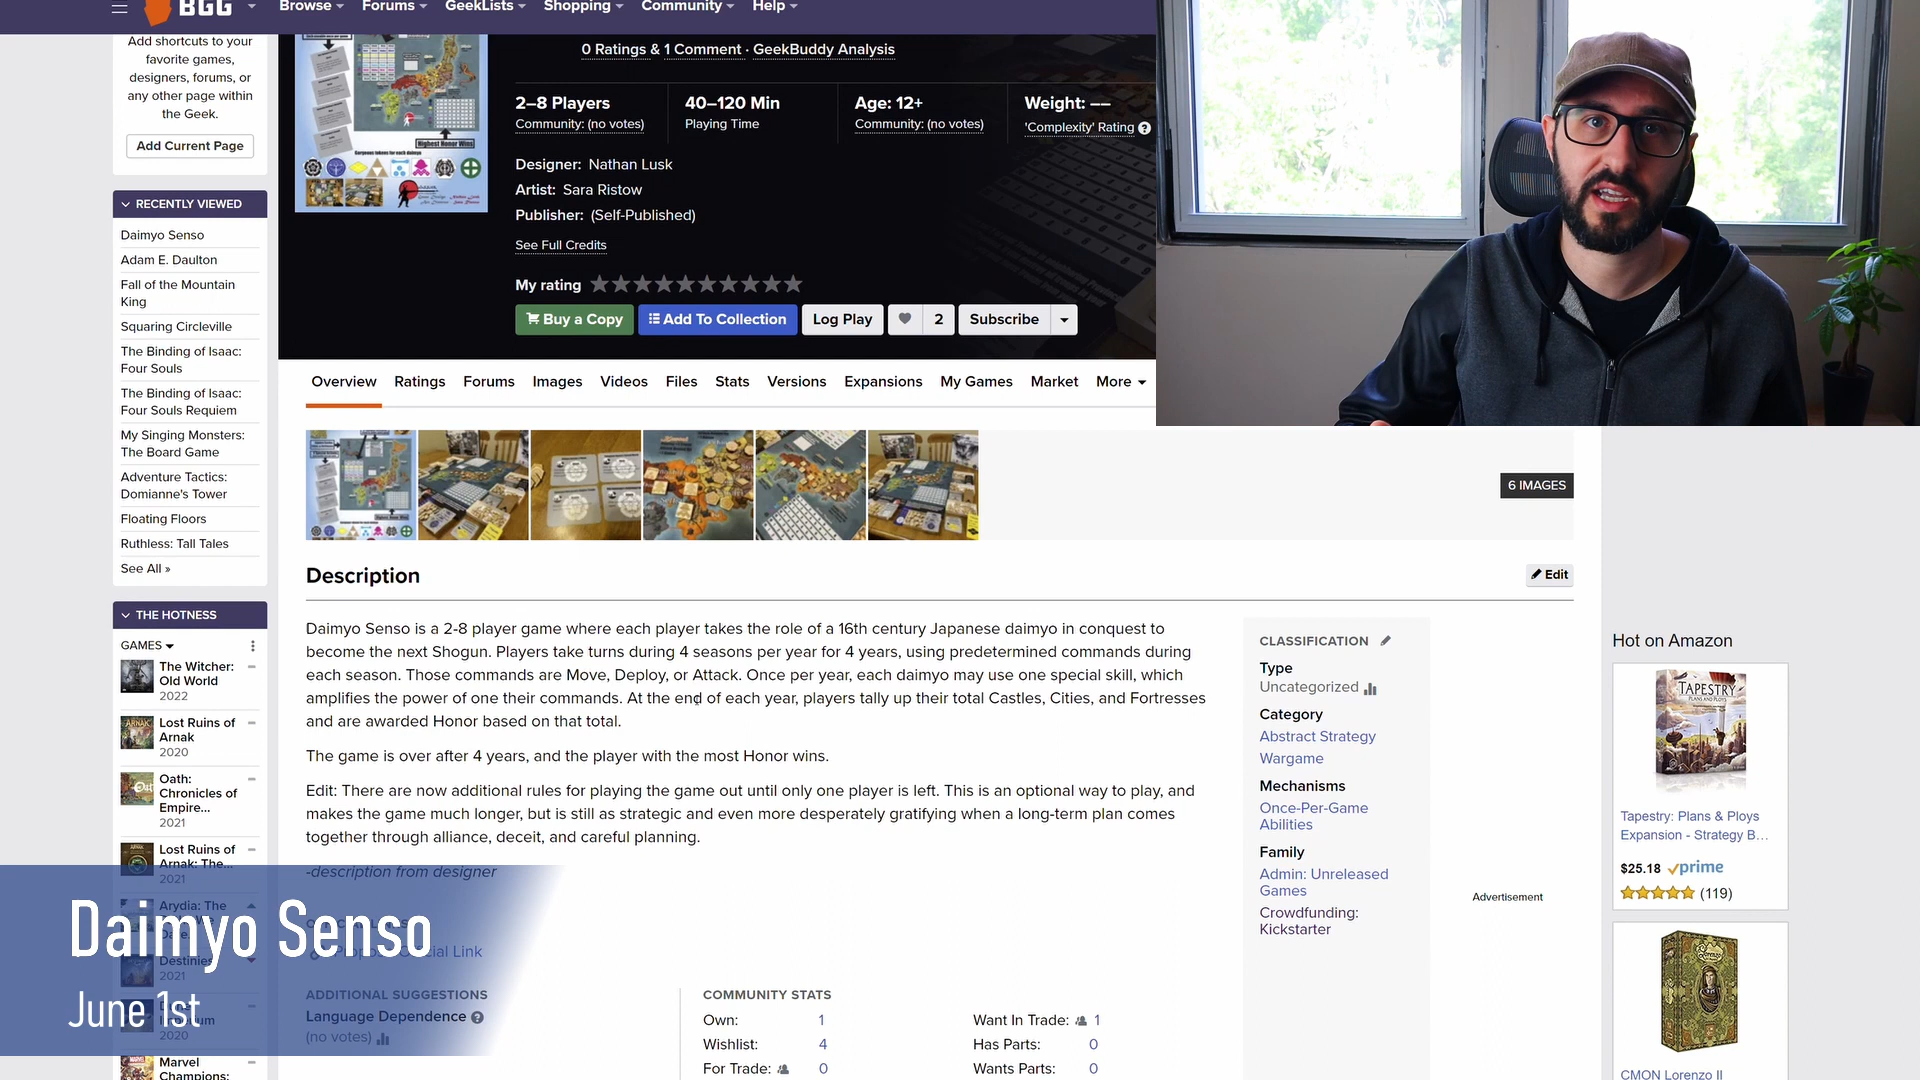 BGG
Browse
Forums
GeekLists
Shopping
Community
Help
Add shortcuts to your
favorite games,
designers, forums, or
any other page within
the Geek.
Add Current Page
RECENTLY VIEWED
Daimyo Senso
Adam E. Daulton
Fall of the Mountain
King
Squaring Circleville
The Binding of Isaac:
Four Souls
The Binding of Isaac:
Four Souls Requiem
My Singing Monsters:
The Board Game
Adventure Tactics:
Domianne's Tower
Floating Floors
Ruthless: Tall Tales
See All »
THE HOTNESS
GAMES
The Witcher:
Old World
2022
Lost Ruins of
Arnak
2020
Oath:
Chronicles of
Empire...
2021
Lost Ruins of
Arnak: The...
2021
Arydia: The
Destinies
2021
2020
Marvel
Champions:
Highest Honor Wins
0 Ratings & 1 Comment · GeekBuddy Analysis
2–8 Players
Community: (no votes)
40–120 Min
Playing Time
Age: 12+
Community: (no votes)
Weight: ––
'Complexity' Rating
Designer: Nathan Lusk
Artist: Sara Ristow
Publisher: (Self-Published)
See Full Credits
My rating
Buy a Copy
Add To Collection
Log Play
2
Subscribe
Overview
Ratings
Forums
Images
Videos
Files
Stats
Versions
Expansions
My Games
Market
More
6 IMAGES
Description
Edit
Daimyo Senso is a 2-8 player game where each player takes the role of a 16th century Japanese daimyo in conquest to
become the next Shogun. Players take turns during 4 seasons per year for 4 years, using predetermined commands during
each season. Those commands are Move, Deploy, or Attack. Once per year, each daimyo may use one special skill, which
amplifies the power of one their commands. At the end of each year, players tally up their total Castles, Cities, and Fortresses
and are awarded Honor based on that total.
The game is over after 4 years, and the player with the most Honor wins.
Edit: There are now additional rules for playing the game out until only one player is left. This is an optional way to play, and
makes the game much longer, but is still as strategic and even more desperately gratifying when a long-term plan comes
together through alliance, deceit, and careful planning.
-description from designer
Link
ADDITIONAL SUGGESTIONS
Language Dependence
(no votes)
COMMUNITY STATS
Own: 1
Wishlist: 4
For Trade: 0
Want In Trade: 1
Has Parts: 0
Wants Parts: 0
CLASSIFICATION
Type
Uncategorized
Category
Abstract Strategy
Wargame
Mechanisms
Once-Per-Game
Abilities
Family
Admin: Unreleased
Games
Crowdfunding:
Kickstarter
Advertisement
Hot on Amazon
TAPESTRY
PLANS AND PLOYS
Tapestry: Plans & Ploys
Expansion - Strategy B...
$25.18 prime
(119)
CMON Lorenzo II
Daimyo Senso
June 1st